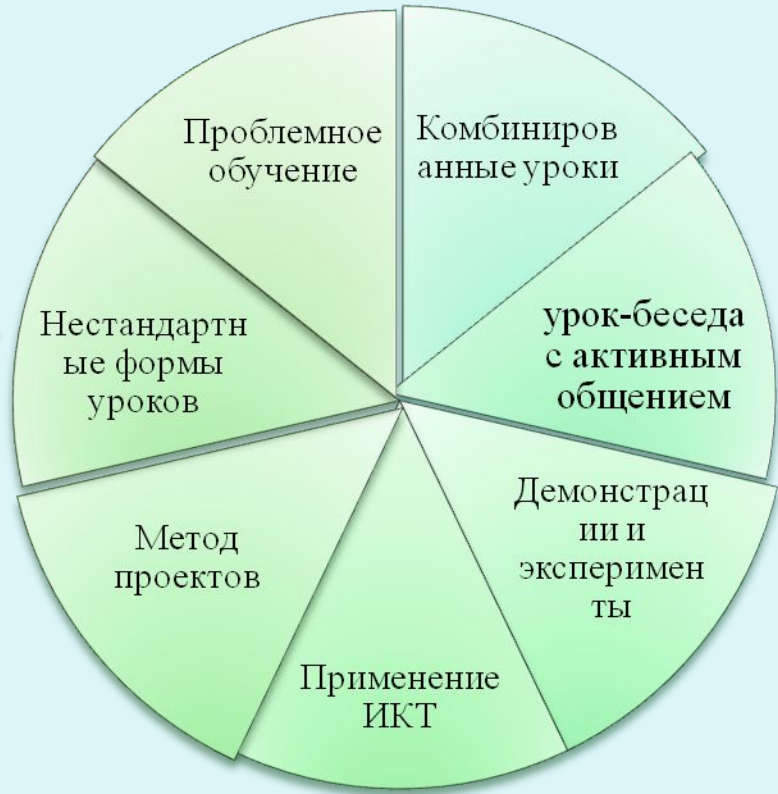 Проблемное
обучение
Комбиниров
анные уроки
урок-беседа
с активным
общением
Демонстрац
ии и
эксперимен
ты
Применение
ИКТ
Метод
проектов
Нестандартн
ые формы
уроков